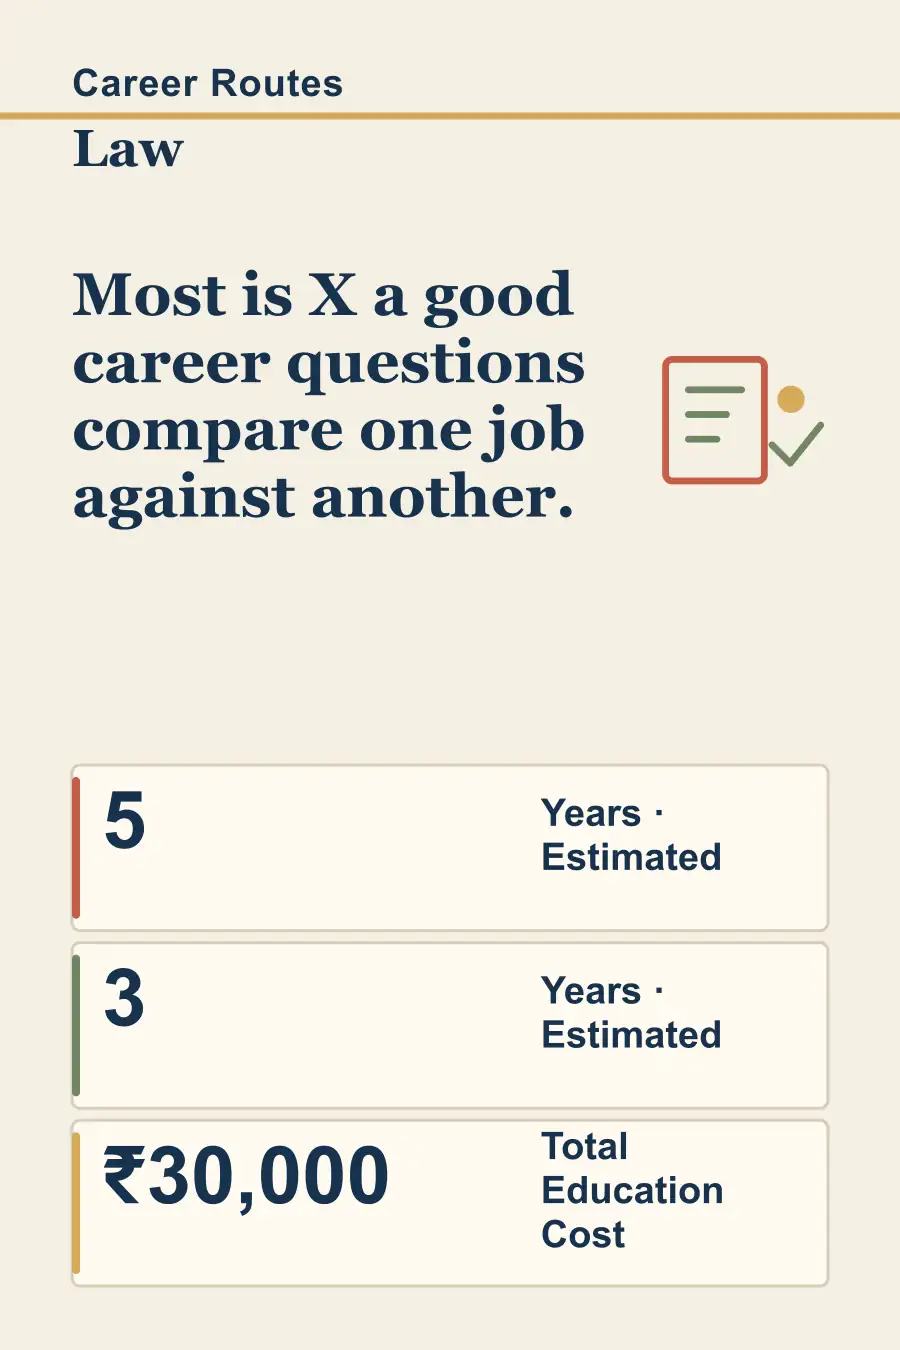 Career Routes
Law
Most is X a good
career questions
compare one job
against another.
5
Years ·
Estimated
3
Years ·
Estimated
₹30,000
Total
Education
Cost